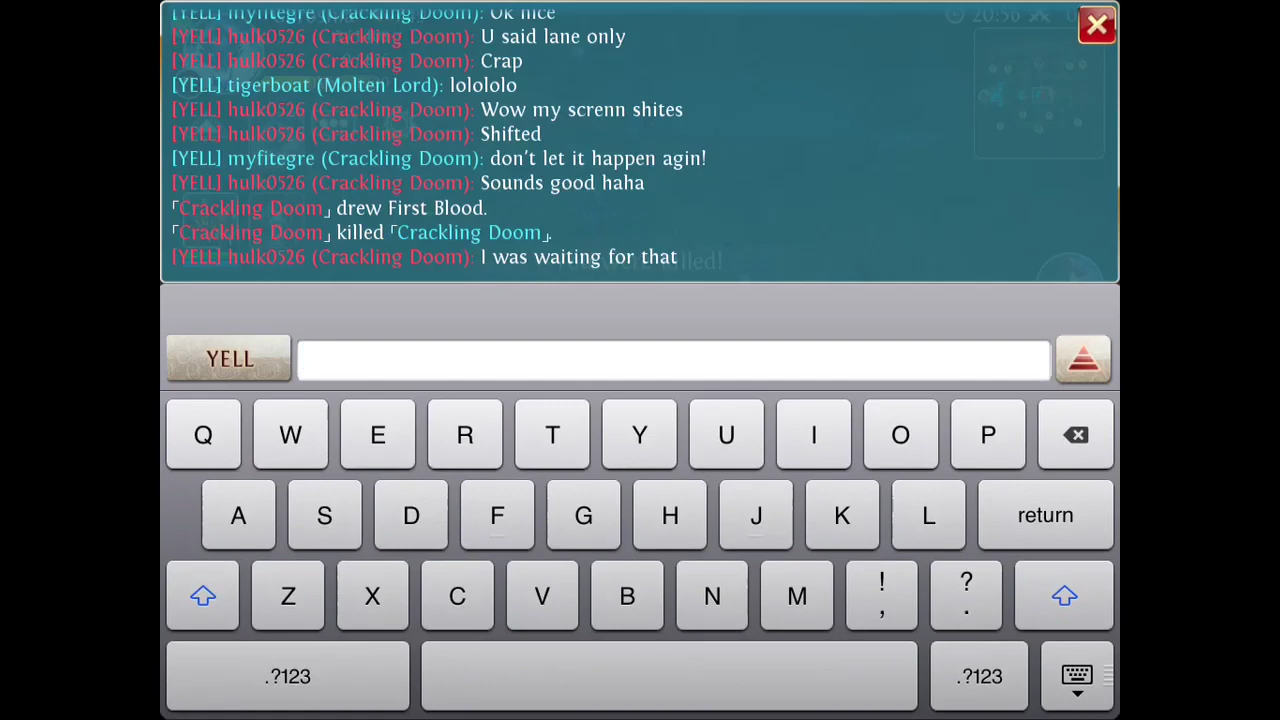 [YELL] myfitegre (Crackling Doom): Ok nice
20:56
[YELL] hulk0526 (Crackling Doom): U said lane only
[YELL] hulk0526 (Crackling Doom): Crap
[YELL] tigerboat (Molten Lord): lolololo
[YELL] hulk0526 (Crackling Doom): Wow my screnn shites
[YELL] hulk0526 (Crackling Doom): Shifted
[YELL] myfitegre (Crackling Doom): don't let it happen agin!
[YELL] hulk0526 (Crackling Doom): Sounds good haha
「Crackling Doom」 drew First Blood.
「Crackling Doom」 killed 「Crackling Doom」.
[YELL] hulk0526 (Crackling Doom): I was waiting for that
killed!
YELL
Q W E R T Y U I O P
A S D F G H J K L return
Z X C V B N M ! , ? .
.?123 .?123